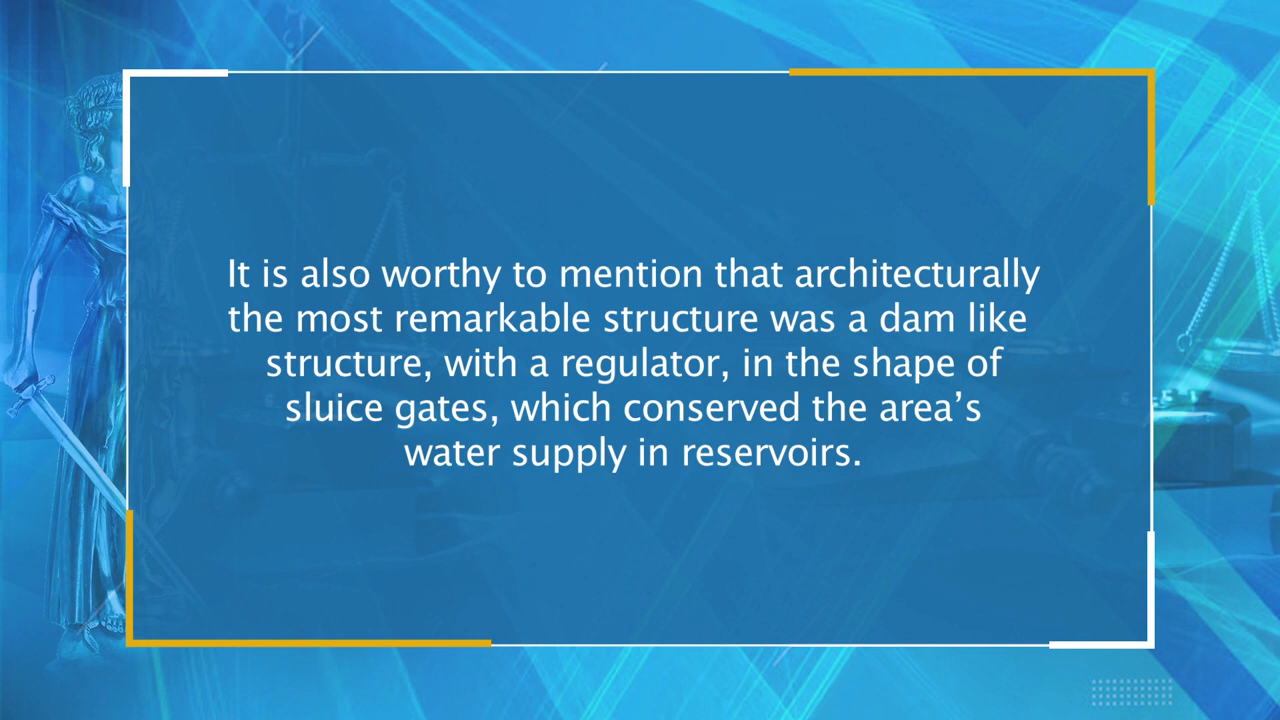 It is also worthy to mention that architecturally
the most remarkable structure was a dam like
structure, with a regulator, in the shape of
sluice gates, which conserved the area’s
water supply in reservoirs.